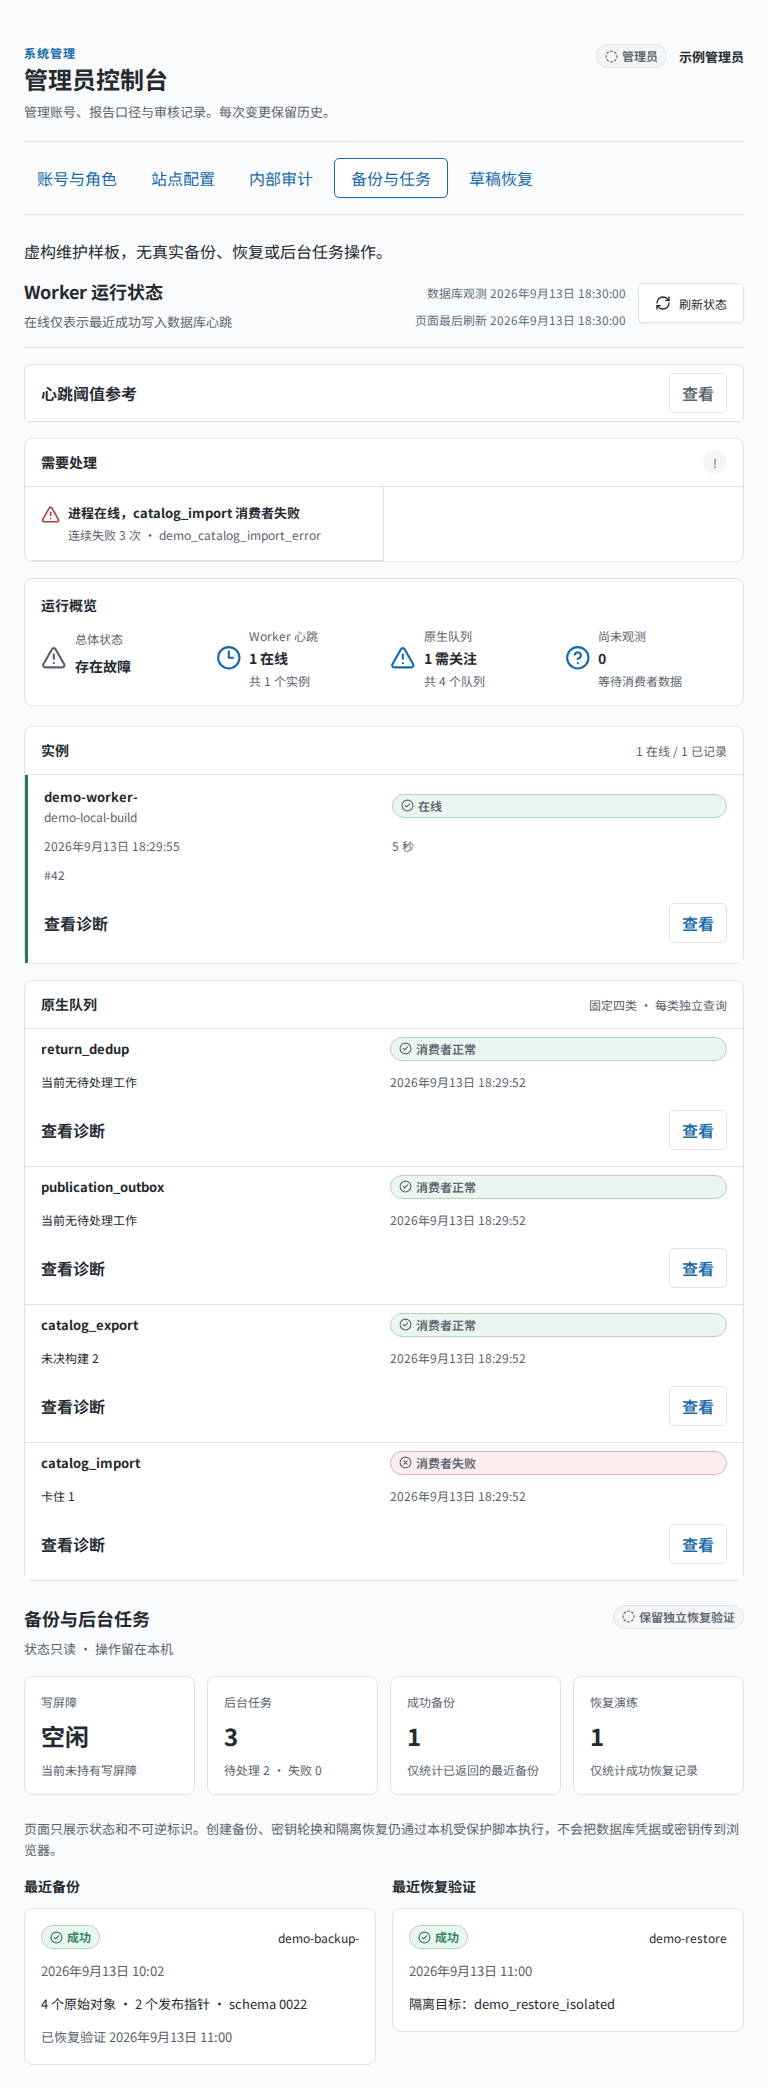 系统管理
管理员控制台
管理员
示例管理员
管理账号、报告口径与审核记录。每次变更保留历史。
账号与角色
站点配置
内部审计
备份与任务
草稿恢复
虚构维护样板，无真实备份、恢复或后台任务操作。
Worker 运行状态
在线仅表示最近成功写入数据库心跳
数据库观测 2026年9月13日 18:30:00
页面最后刷新 2026年9月13日 18:30:00
刷新状态
心跳阈值参考
查看
需要处理
!
进程在线，catalog_import 消费者失败
连续失败 3 次 · demo_catalog_import_error
运行概览
总体状态
存在故障
Worker 心跳
1 在线
共 1 个实例
原生队列
1 需关注
共 4 个队列
尚未观测
0
等待消费者数据
实例
1 在线 / 1 已记录
demo-worker-
demo-local-build
在线
2026年9月13日 18:29:55
5 秒
#42
查看诊断
查看
原生队列
固定四类 · 每类独立查询
return_dedup
消费者正常
当前无待处理工作
2026年9月13日 18:29:52
查看诊断
查看
publication_outbox
消费者正常
当前无待处理工作
2026年9月13日 18:29:52
查看诊断
查看
catalog_export
消费者正常
未决构建 2
2026年9月13日 18:29:52
查看诊断
查看
catalog_import
消费者失败
卡住 1
2026年9月13日 18:29:52
查看诊断
查看
备份与后台任务
状态只读 · 操作留在本机
保留独立恢复验证
写屏障
空闲
当前未持有写屏障
后台任务
3
待处理 2 · 失败 0
成功备份
1
仅统计已返回的最近备份
恢复演练
1
仅统计成功恢复记录
页面只展示状态和不可逆标识。创建备份、密钥轮换和隔离恢复仍通过本机受保护脚本执行，不会把数据库凭据或密钥传到浏
览器。
最近备份
成功
demo-backup-
2026年9月13日 10:02
4 个原始对象 · 2 个发布指针 · schema 0022
已恢复验证 2026年9月13日 11:00
最近恢复验证
成功
demo-restore
2026年9月13日 11:00
隔离目标：demo_restore_isolated